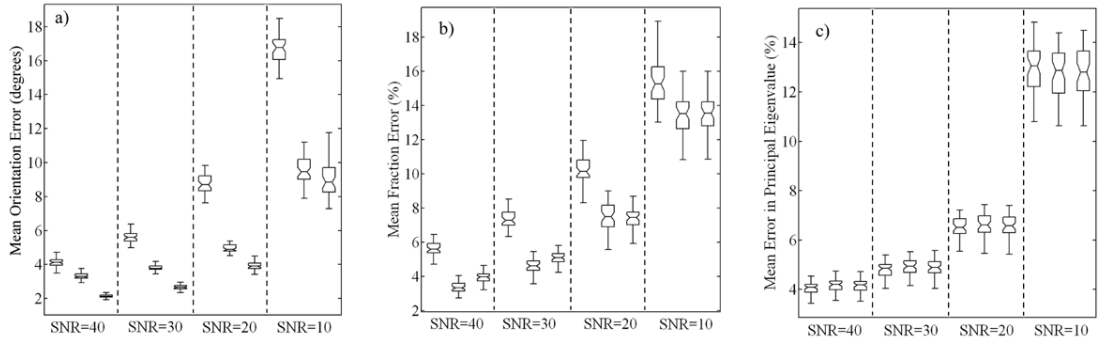 a)
Mean Orientation Error (degrees)
18
16
14
12
10
8
6
4
2
SNR=40 SNR=30 SNR=20 SNR=10
b)
Mean Fraction Error (%)
18
16
14
12
10
8
6
4
2
SNR=40 SNR=30 SNR=20 SNR=10
c)
Mean Error in Principal Eigenvalue (%)
14
12
10
8
6
4
SNR=40 SNR=30 SNR=20 SNR=10